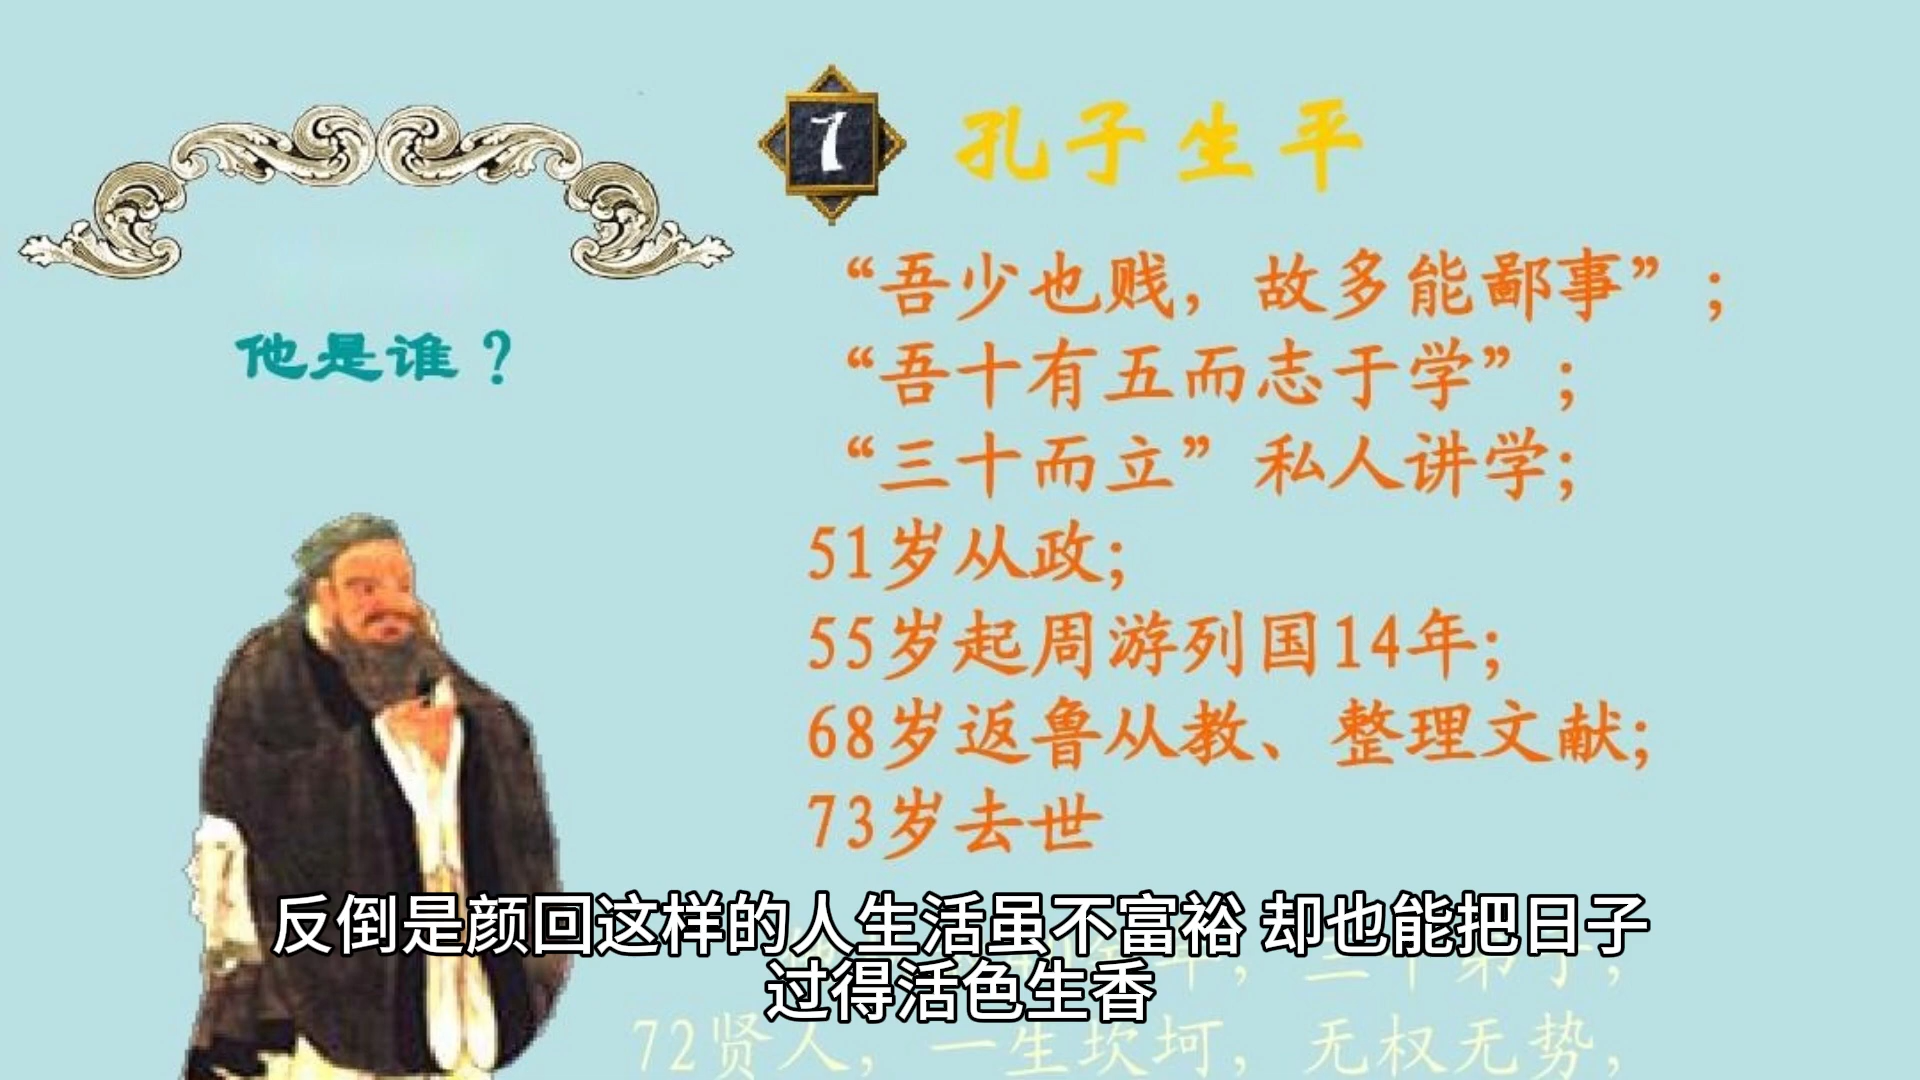 7 孔子生平
“吾少也贱，故多能鄙事”；
“吾十有五而志于学”；
他是谁？
“三十而立”私人讲学；
51岁从政；
55岁起周游列国14年；
68岁返鲁从教、整理文献；
73岁去世
反倒是颜回这样的人生活虽不富裕 却也能把日子
过得活色生香
72贤人，一生坎坷，无权无势，